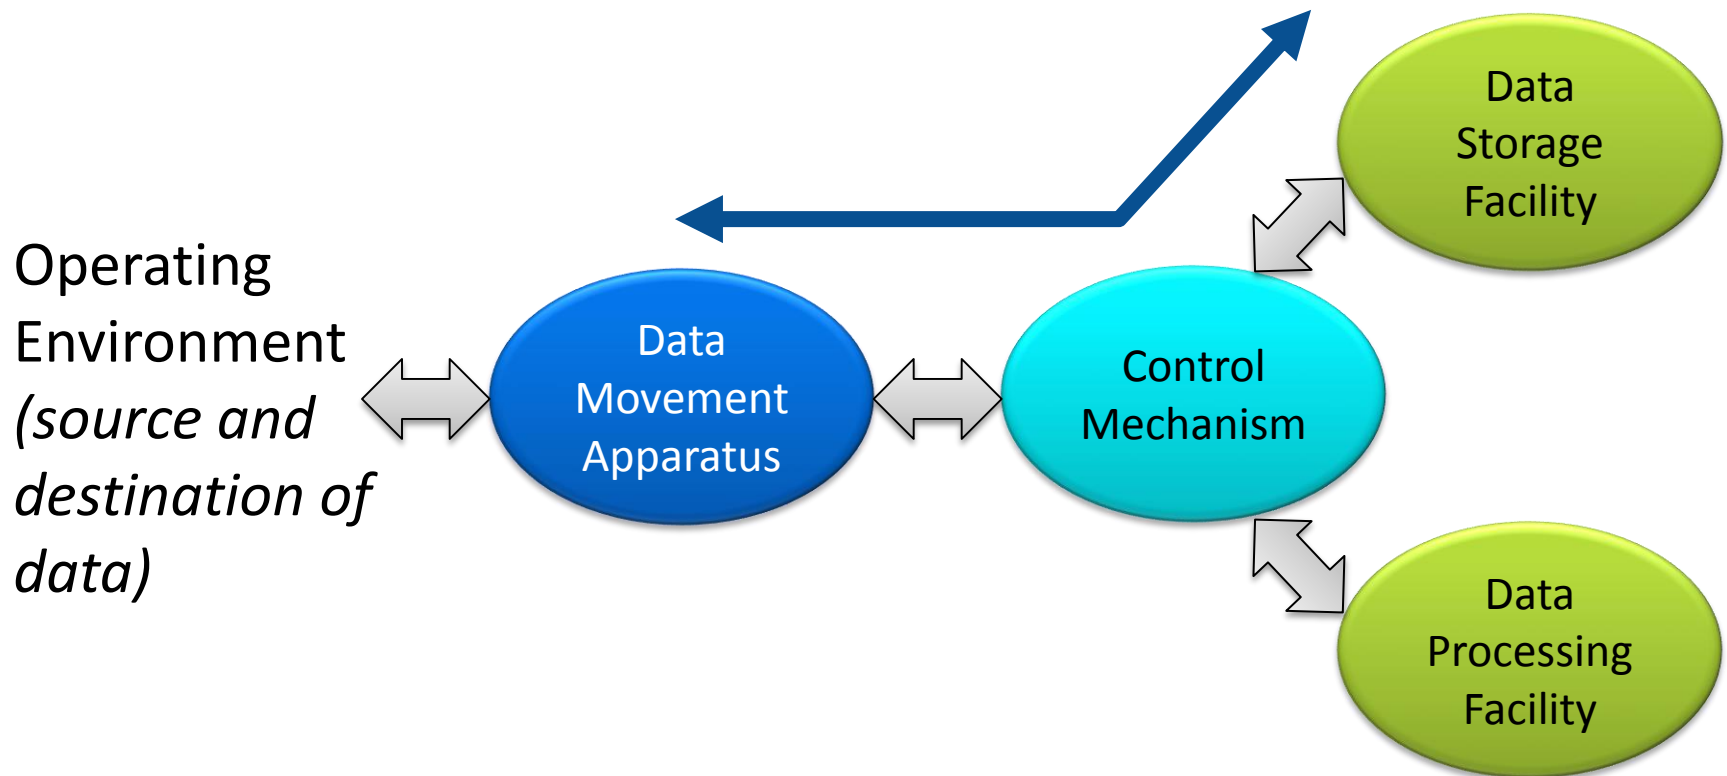 Operating
Environment
(source and
destination of
data)
Data
Movement
Apparatus
Control
Mechanism
Data
Storage
Facility
Data
Processing
Facility